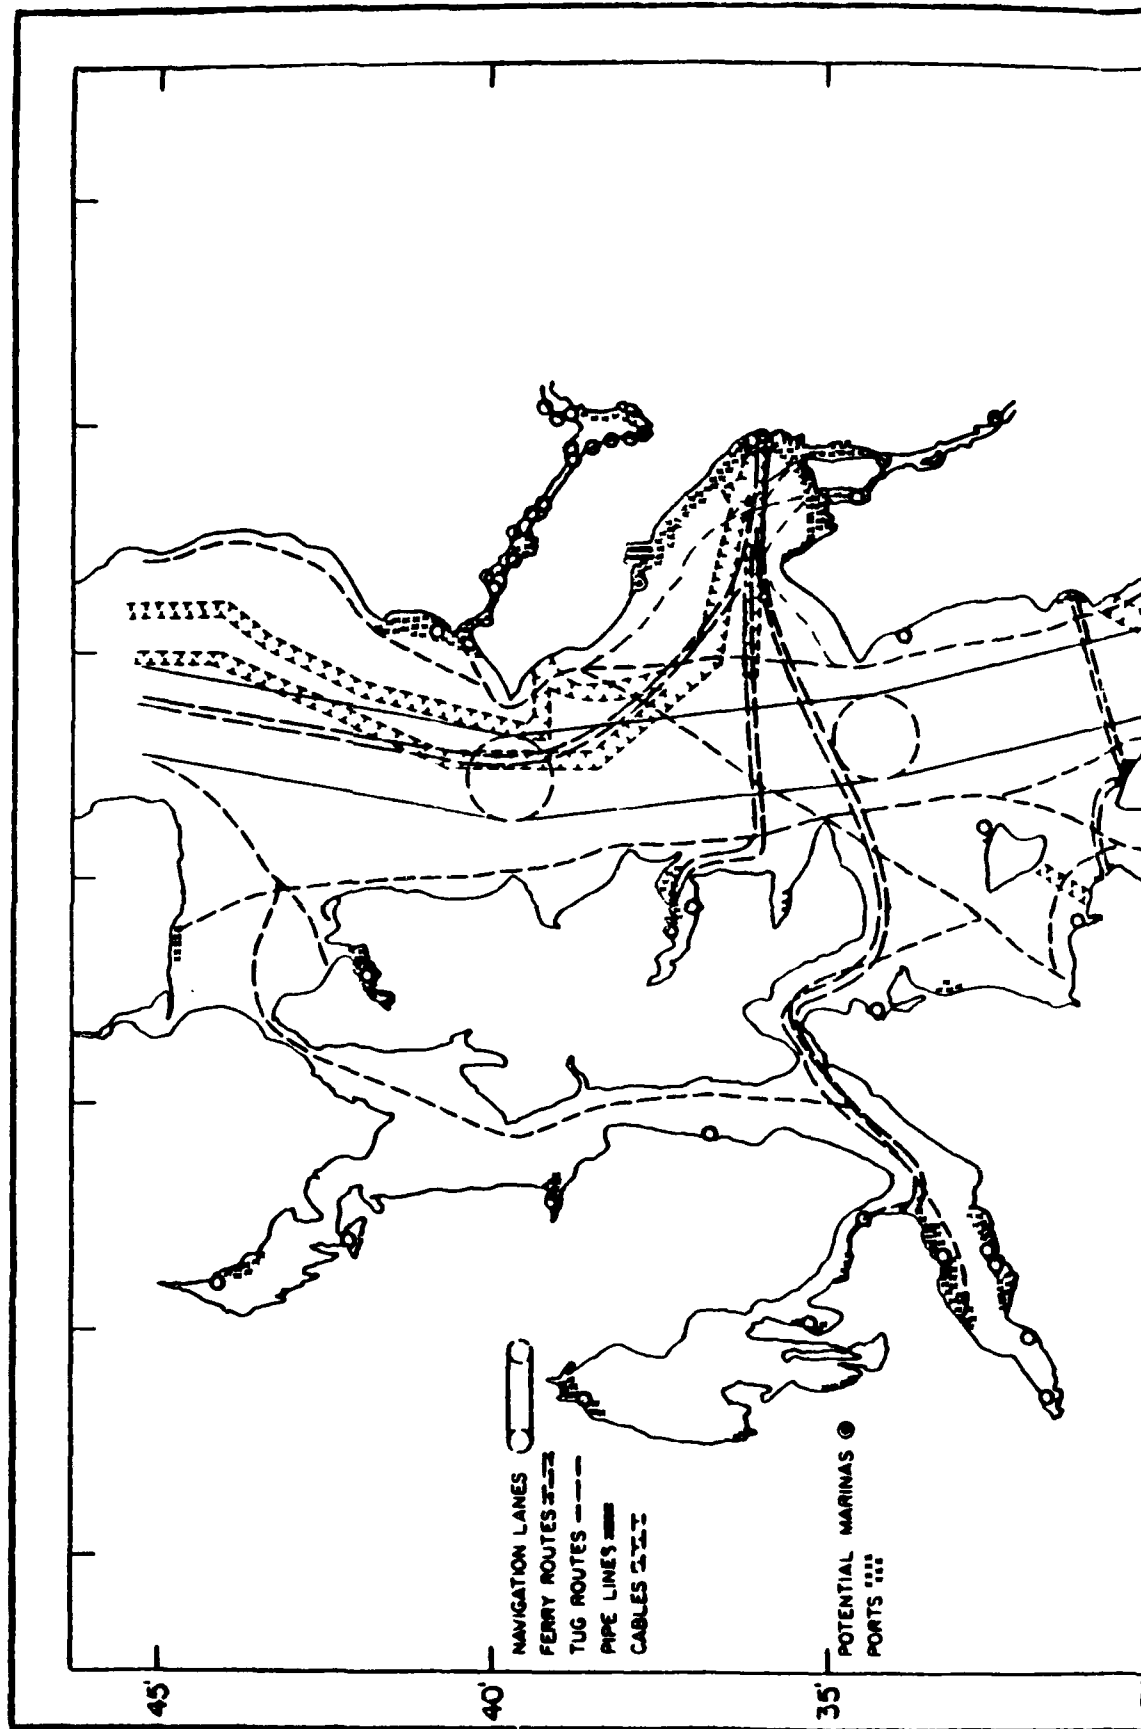 45'
40'
35'
NAVIGATION LANES
FERRY ROUTES
TUG ROUTES
PIPE LINES
CABLES
POTENTIAL MARINAS
PORTS